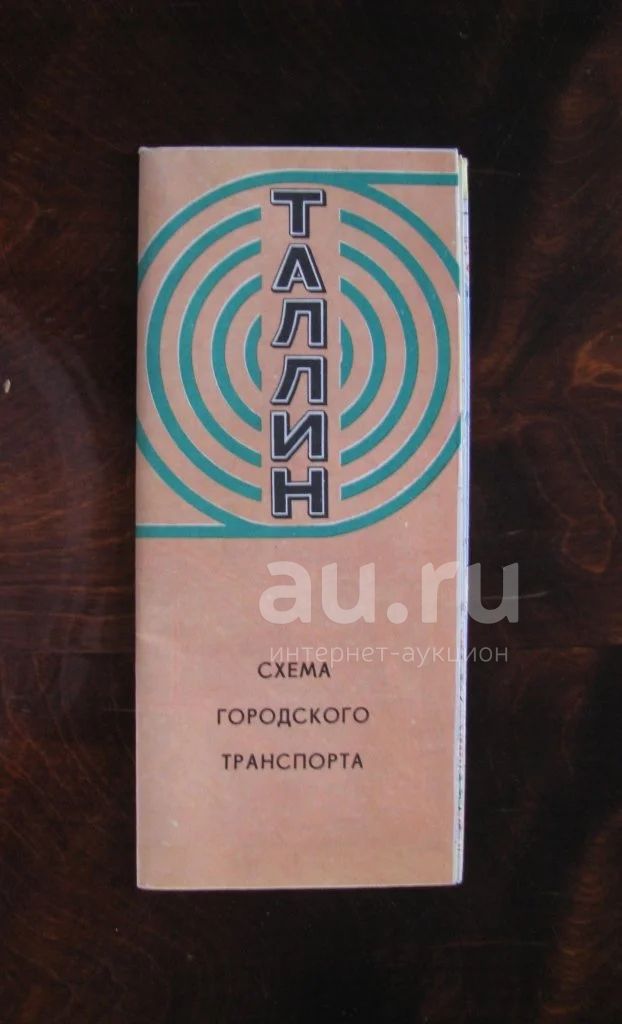 ТАЛЛИН
au.ru
интернет-аукцион
СХЕМА
ГОРОДСКОГО
ТРАНСПОРТА